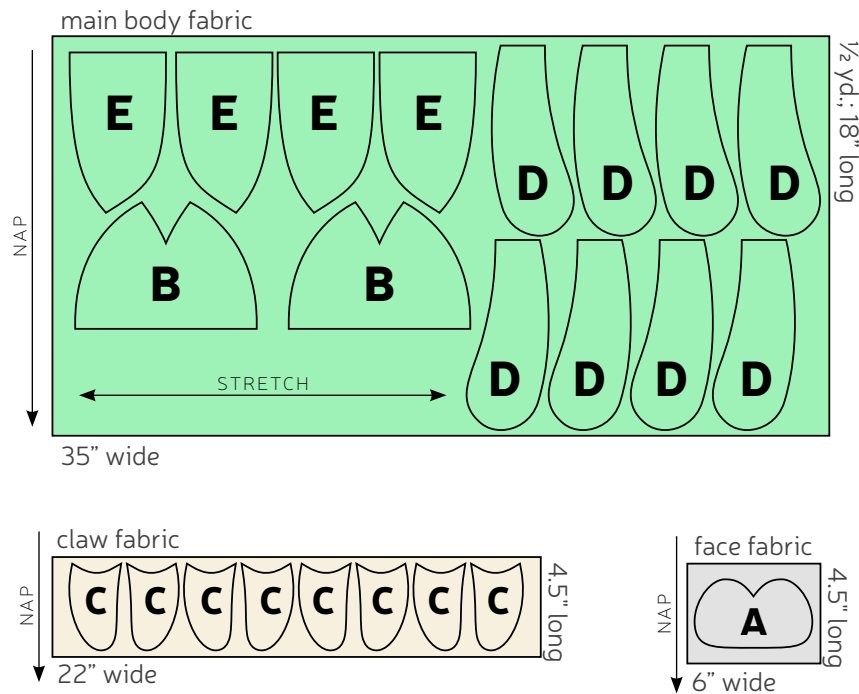 main body fabric
NAP
E E E E
D D D D
B B
D D D D
STRETCH
½ yd.; 18” long
35” wide
claw fabric
NAP
C C C C C C C C
4.5" long
22” wide
face fabric
NAP
A
4.5" long
6” wide